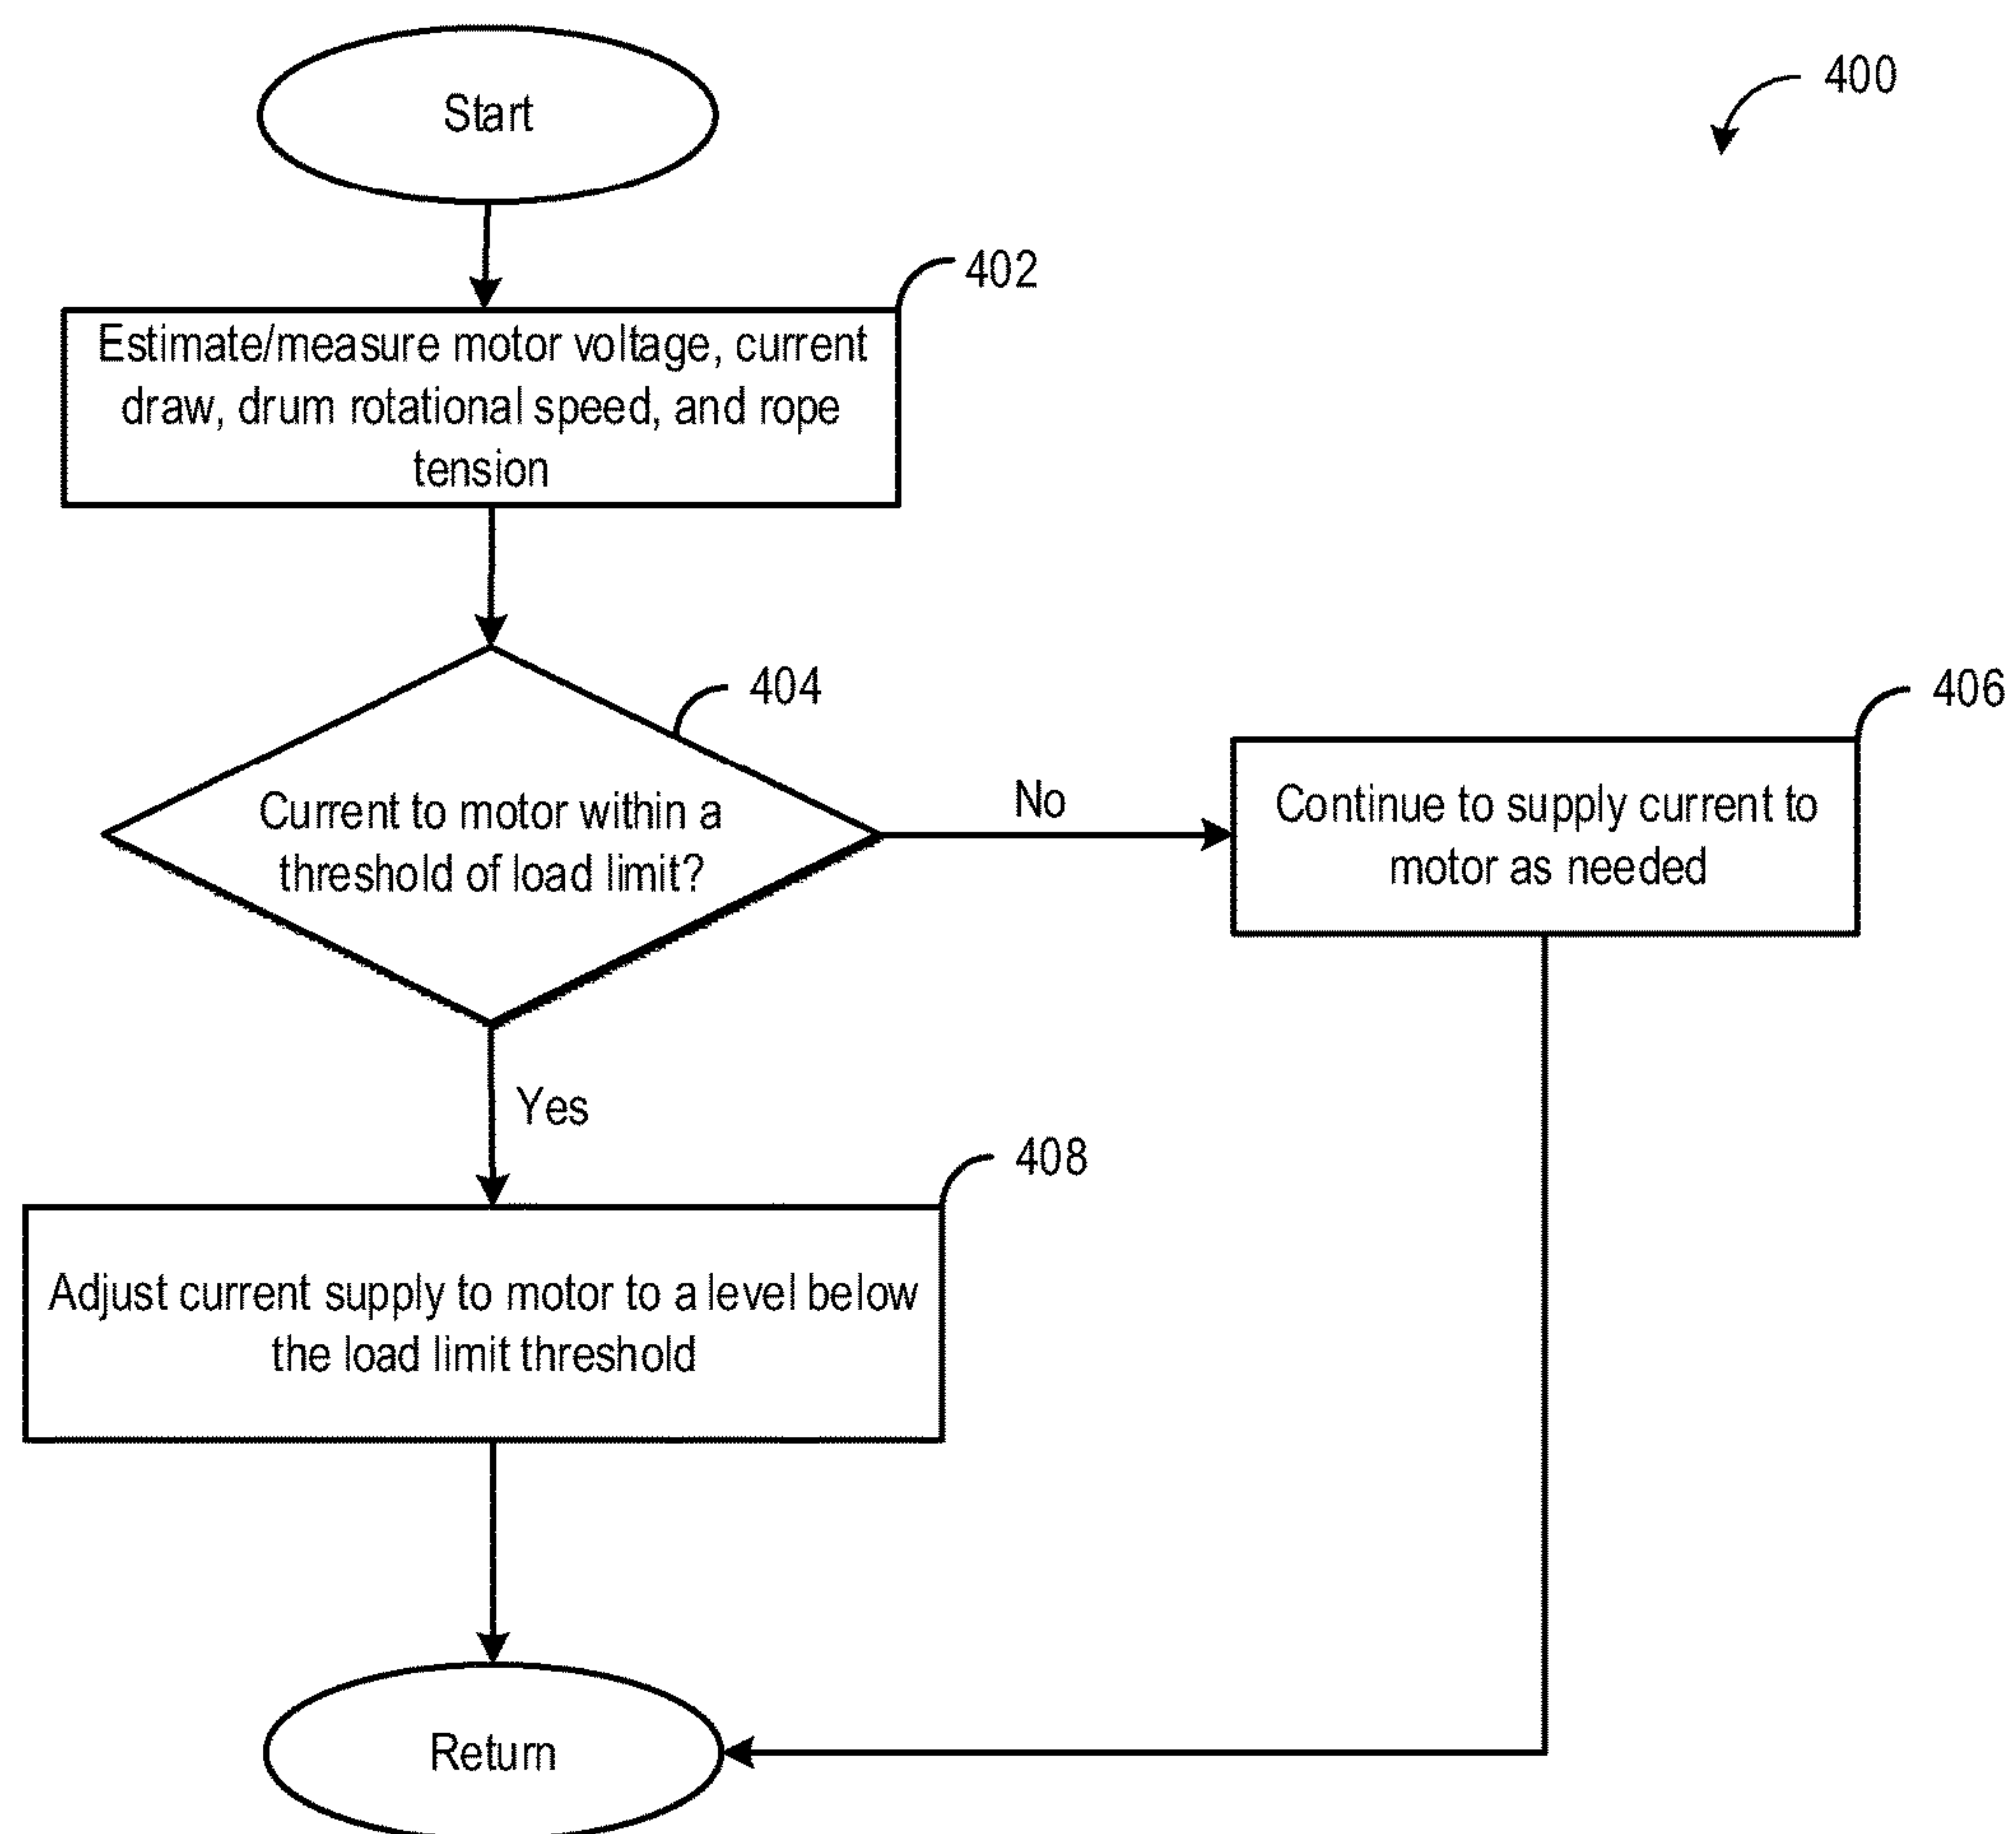 Start
400
402
Estimate/measure motor voltage, current
draw, drum rotational speed, and rope
tension
404
Current to motor within a
threshold of load limit?
No
406
Continue to supply current to
motor as needed
Yes
408
Adjust current supply to motor to a level below
the load limit threshold
Return